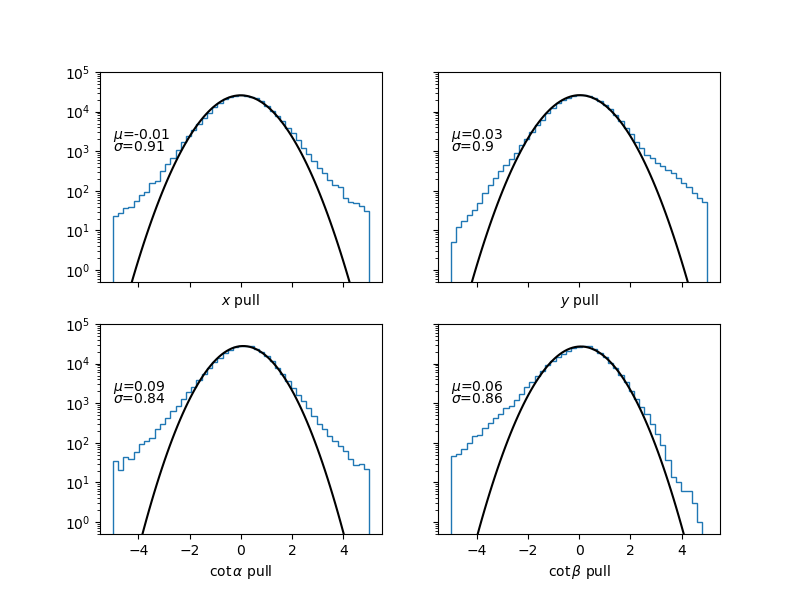 10⁵
10⁴
10³
10²
10¹
10⁰
μ=-0.01
σ=0.91
x pull
μ=0.03
σ=0.9
y pull
10⁵
10⁴
10³
10²
10¹
10⁰
μ=0.09
σ=0.84
−4 −2 0 2 4
cot α pull
μ=0.06
σ=0.86
−4 −2 0 2 4
cot β pull